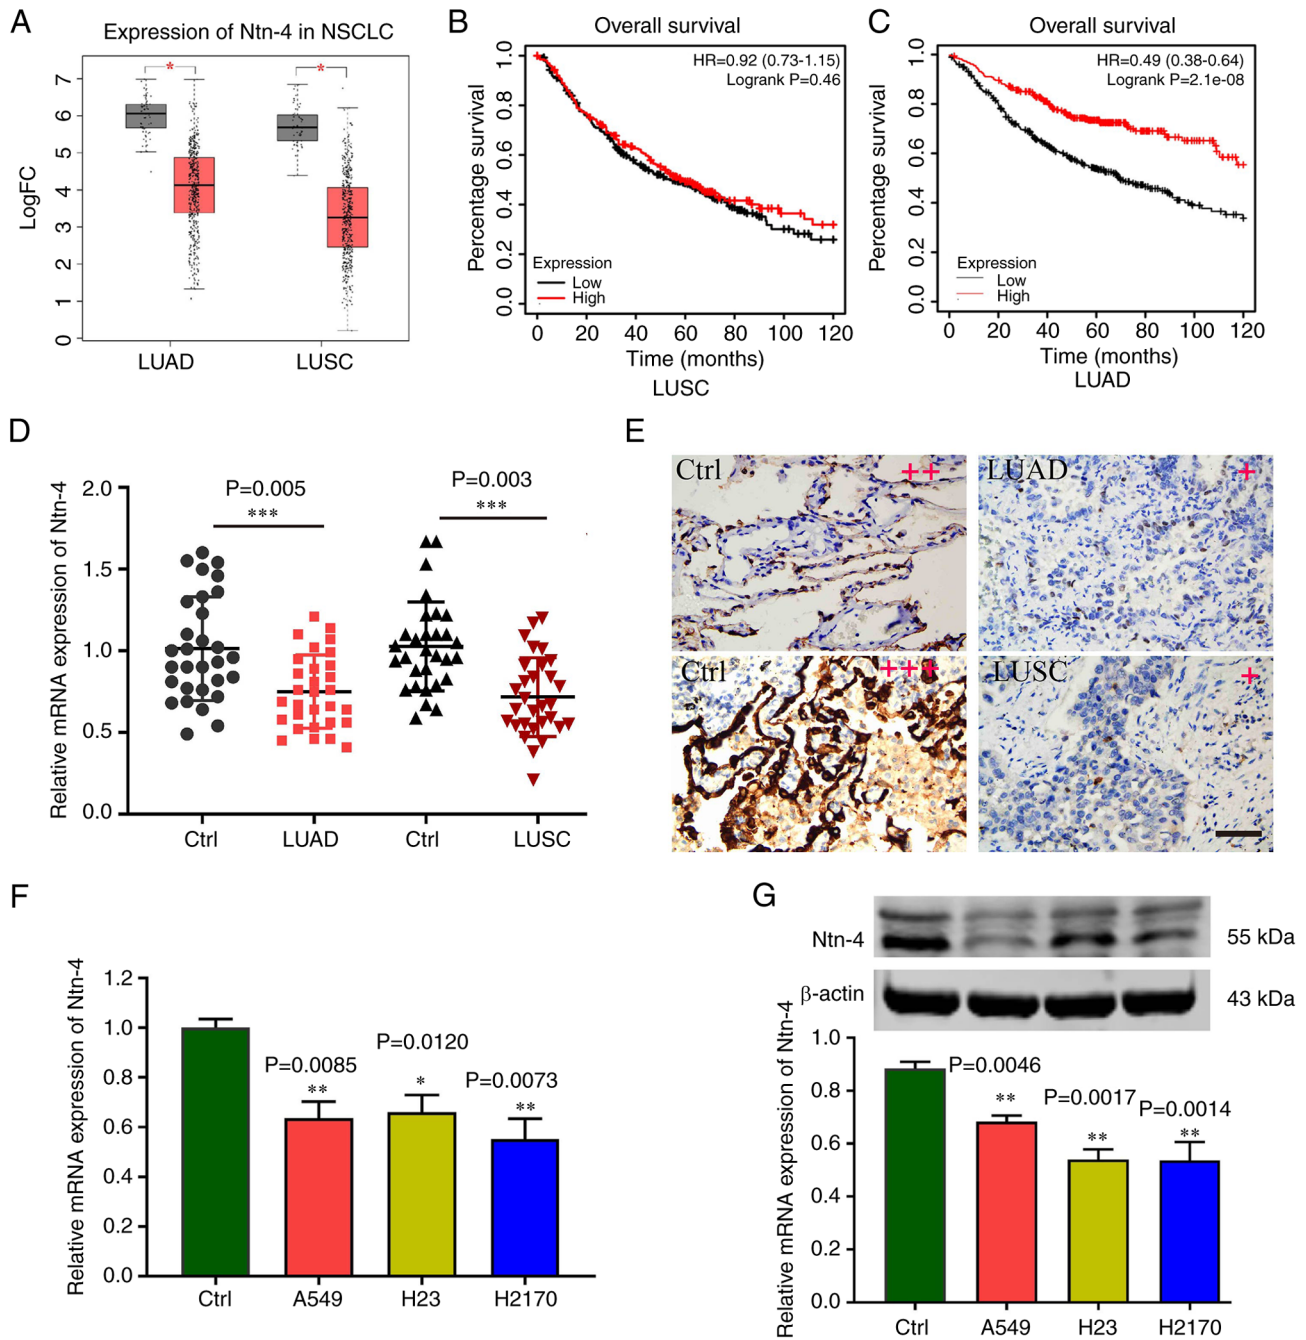 A
Expression of Ntn-4 in NSCLC
LogFC
7
6
5
4
3
2
1
0
*
*
LUAD
LUSC
B
Overall survival
HR=0.92 (0.73-1.15)
Logrank P=0.46
Percentage survival
1.0
0.8
0.6
0.4
0.2
0.0
Expression
Low
High
0
20
40
60
80
100
120
Time (months)
LUSC
C
Overall survival
HR=0.49 (0.38-0.64)
Logrank P=2.1e-08
Percentage survival
1.0
0.8
0.6
0.4
0.2
0.0
Expression
Low
High
0
20
40
60
80
100
120
Time (months)
LUAD
D
Relative mRNA expression of Ntn-4
2.0
1.5
1.0
0.5
0.0
P=0.005
***
P=0.003
***
Ctrl
LUAD
Ctrl
LUSC
E
Ctrl
++
LUAD
+
Ctrl
+++
LUSC
+
F
Relative mRNA expression of Ntn-4
1.2
1.0
0.8
0.6
0.4
0.2
0.0
P=0.0085
**
P=0.0120
*
P=0.0073
**
Ctrl
A549
H23
H2170
G
Ntn-4
55 kDa
β-actin
43 kDa
Relative mRNA expression of Ntn-4
1.0
0.8
0.6
0.4
0.2
0.0
P=0.0046
**
P=0.0017
**
P=0.0014
**
Ctrl
A549
H23
H2170